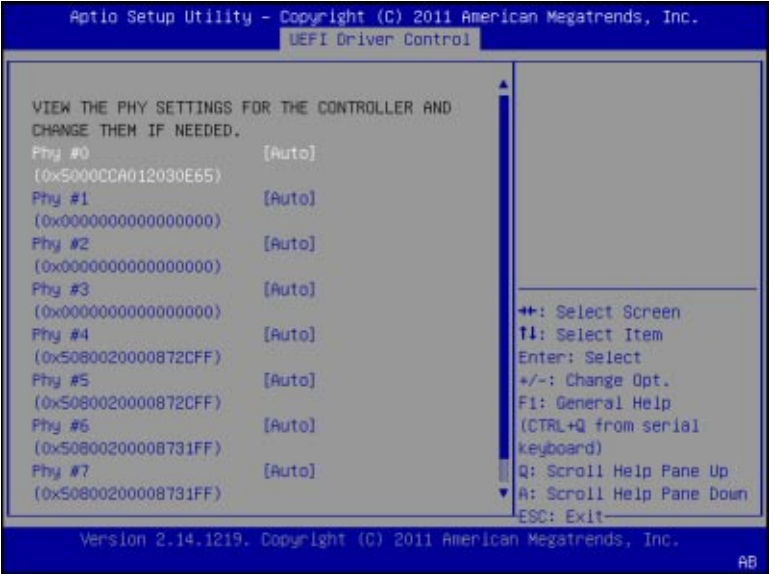 Aptio Setup Utility – Copyright (C) 2011 American Megatrends, Inc.
UEFI Driver Control
VIEW THE PHY SETTINGS FOR THE CONTROLLER AND
CHANGE THEM IF NEEDED.
Phy #0 [Auto]
(0x5000CCA012030E65)
Phy #1 [Auto]
(0x0000000000000000)
Phy #2 [Auto]
(0x0000000000000000)
Phy #3 [Auto]
(0x0000000000000000)
Phy #4 [Auto]
(0x5080020000872CFF)
Phy #5 [Auto]
(0x5080020000872CFF)
Phy #6 [Auto]
(0x50800200008731FF)
Phy #7 [Auto]
(0x50800200008731FF)
→←: Select Screen
↑↓: Select Item
Enter: Select
+/-: Change Opt.
F1: General Help
(CTRL+Q from serial
keyboard)
Q: Scroll Help Pane Up
A: Scroll Help Pane Down
ESC: Exit
Version 2.14.1219. Copyright (C) 2011 American Megatrends, Inc.
AB